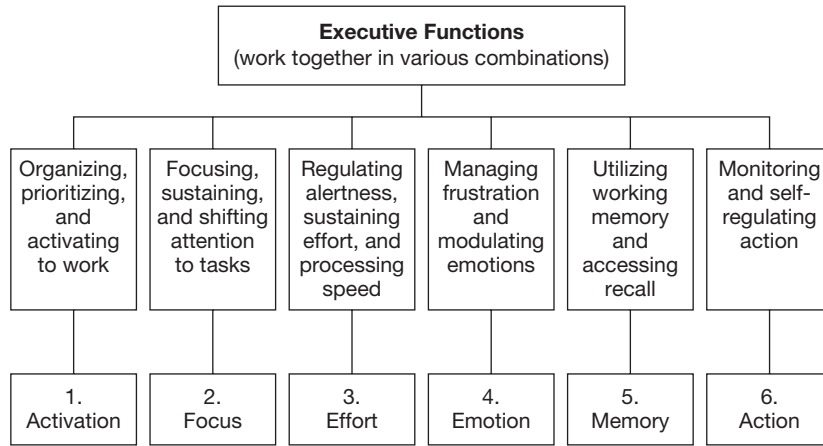 Executive Functions
(work together in various combinations)
Organizing,
prioritizing,
and
activating
to work
Focusing,
sustaining,
and shifting
attention
to tasks
Regulating
alertness,
sustaining
effort, and
processing
speed
Managing
frustration
and
modulating
emotions
Utilizing
working
memory
and
accessing
recall
Monitoring
and self-
regulating
action
1.
Activation
2.
Focus
3.
Effort
4.
Emotion
5.
Memory
6.
Action